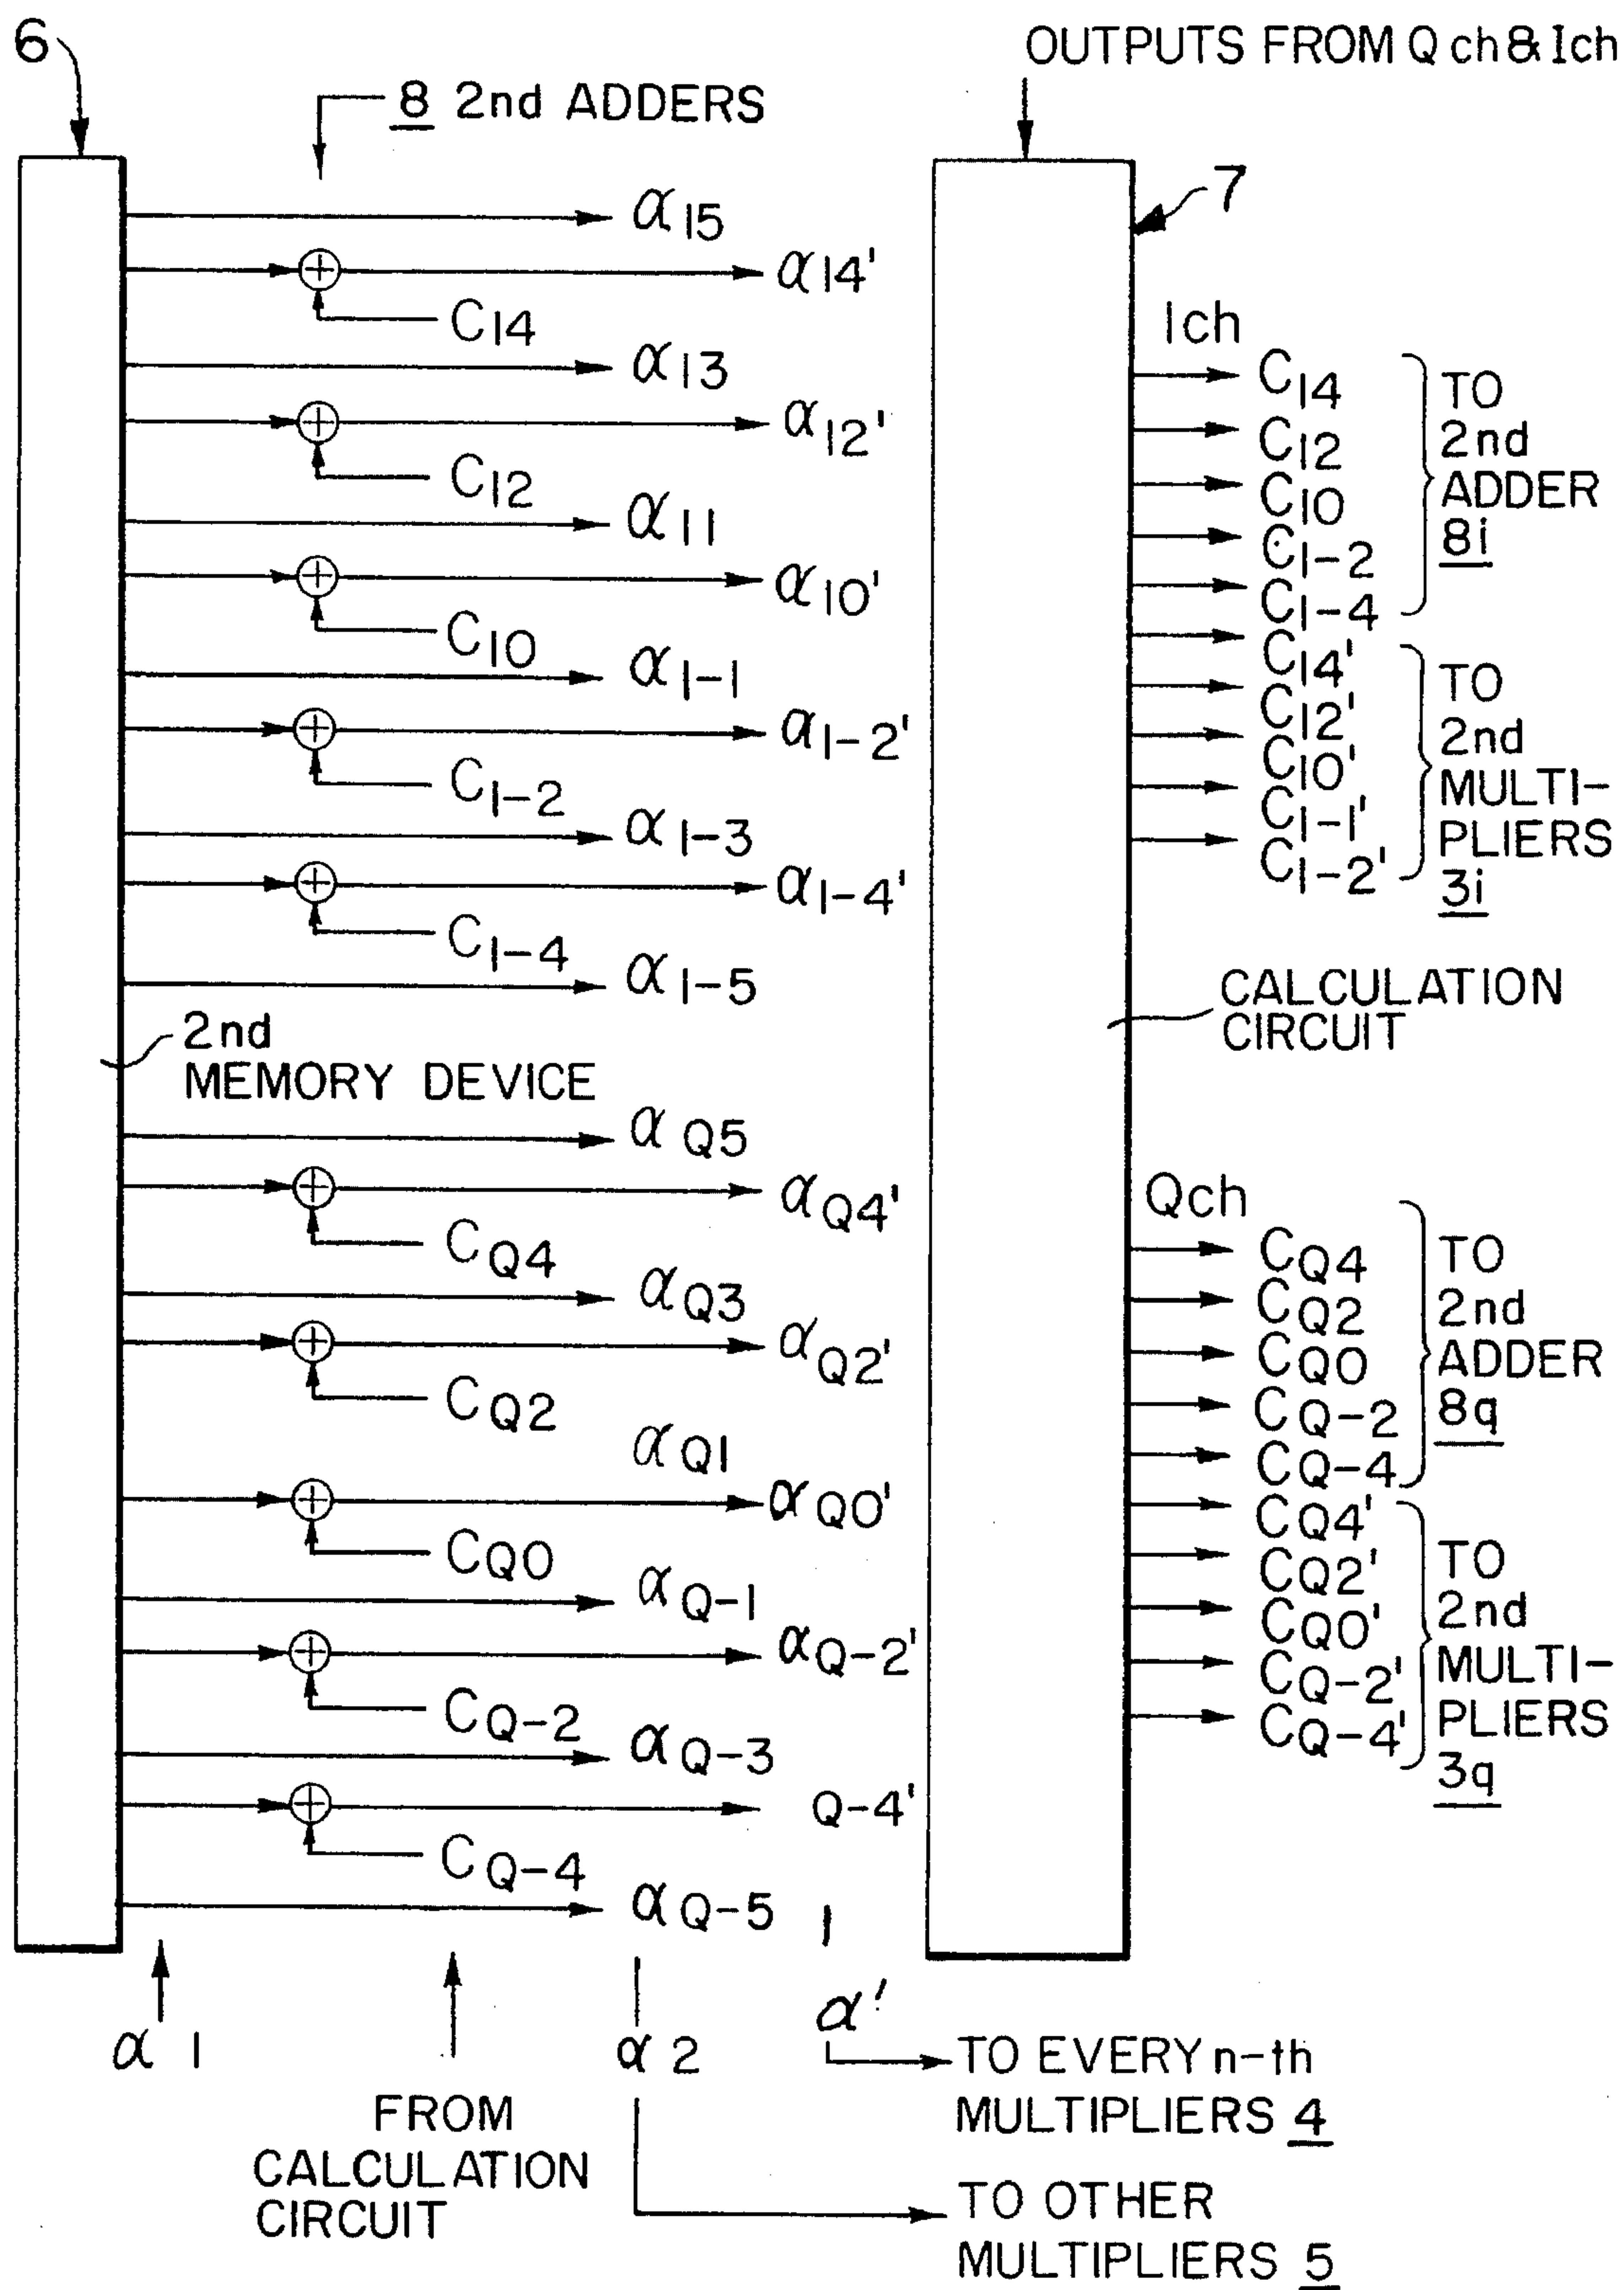 6
8 2nd ADDERS
α15
α14'
C14
α13
α12'
C12
α11
α10'
C10
α1-1
α1-2'
C1-2
α1-3
α1-4'
C1-4
α1-5
2nd
MEMORY DEVICE
αQ5
αQ4'
CQ4
αQ3
αQ2'
CQ2
αQ1
αQ0'
CQ0
αQ-1
αQ-2'
CQ-2
αQ-3
Q-4'
CQ-4
αQ-5
α1
FROM
CALCULATION
CIRCUIT
α2
α'
TO EVERY n-th
MULTIPLIERS 4
TO OTHER
MULTIPLIERS 5
OUTPUTS FROM Qch & Ich
7
Ich
C14
C12
C10
C1-2
C1-4
TO
2nd
ADDER
8i
C14'
C12'
C10'
C1-1'
C1-2'
TO
2nd
MULTI-
PLIERS
3i
CALCULATION
CIRCUIT
Qch
CQ4
CQ2
CQ0
CQ-2
CQ-4
TO
2nd
ADDER
8q
CQ4'
CQ2'
CQ0'
CQ-2'
CQ-4'
TO
2nd
MULTI-
PLIERS
3q